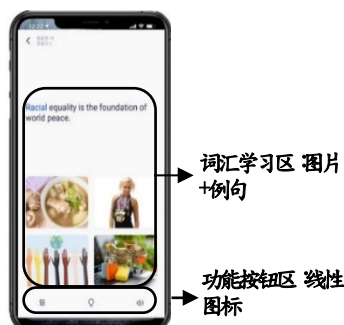 Racial equality is the foundation of
world peace.
词汇学习区:图片
+例句
功能按钮区:线性
图标